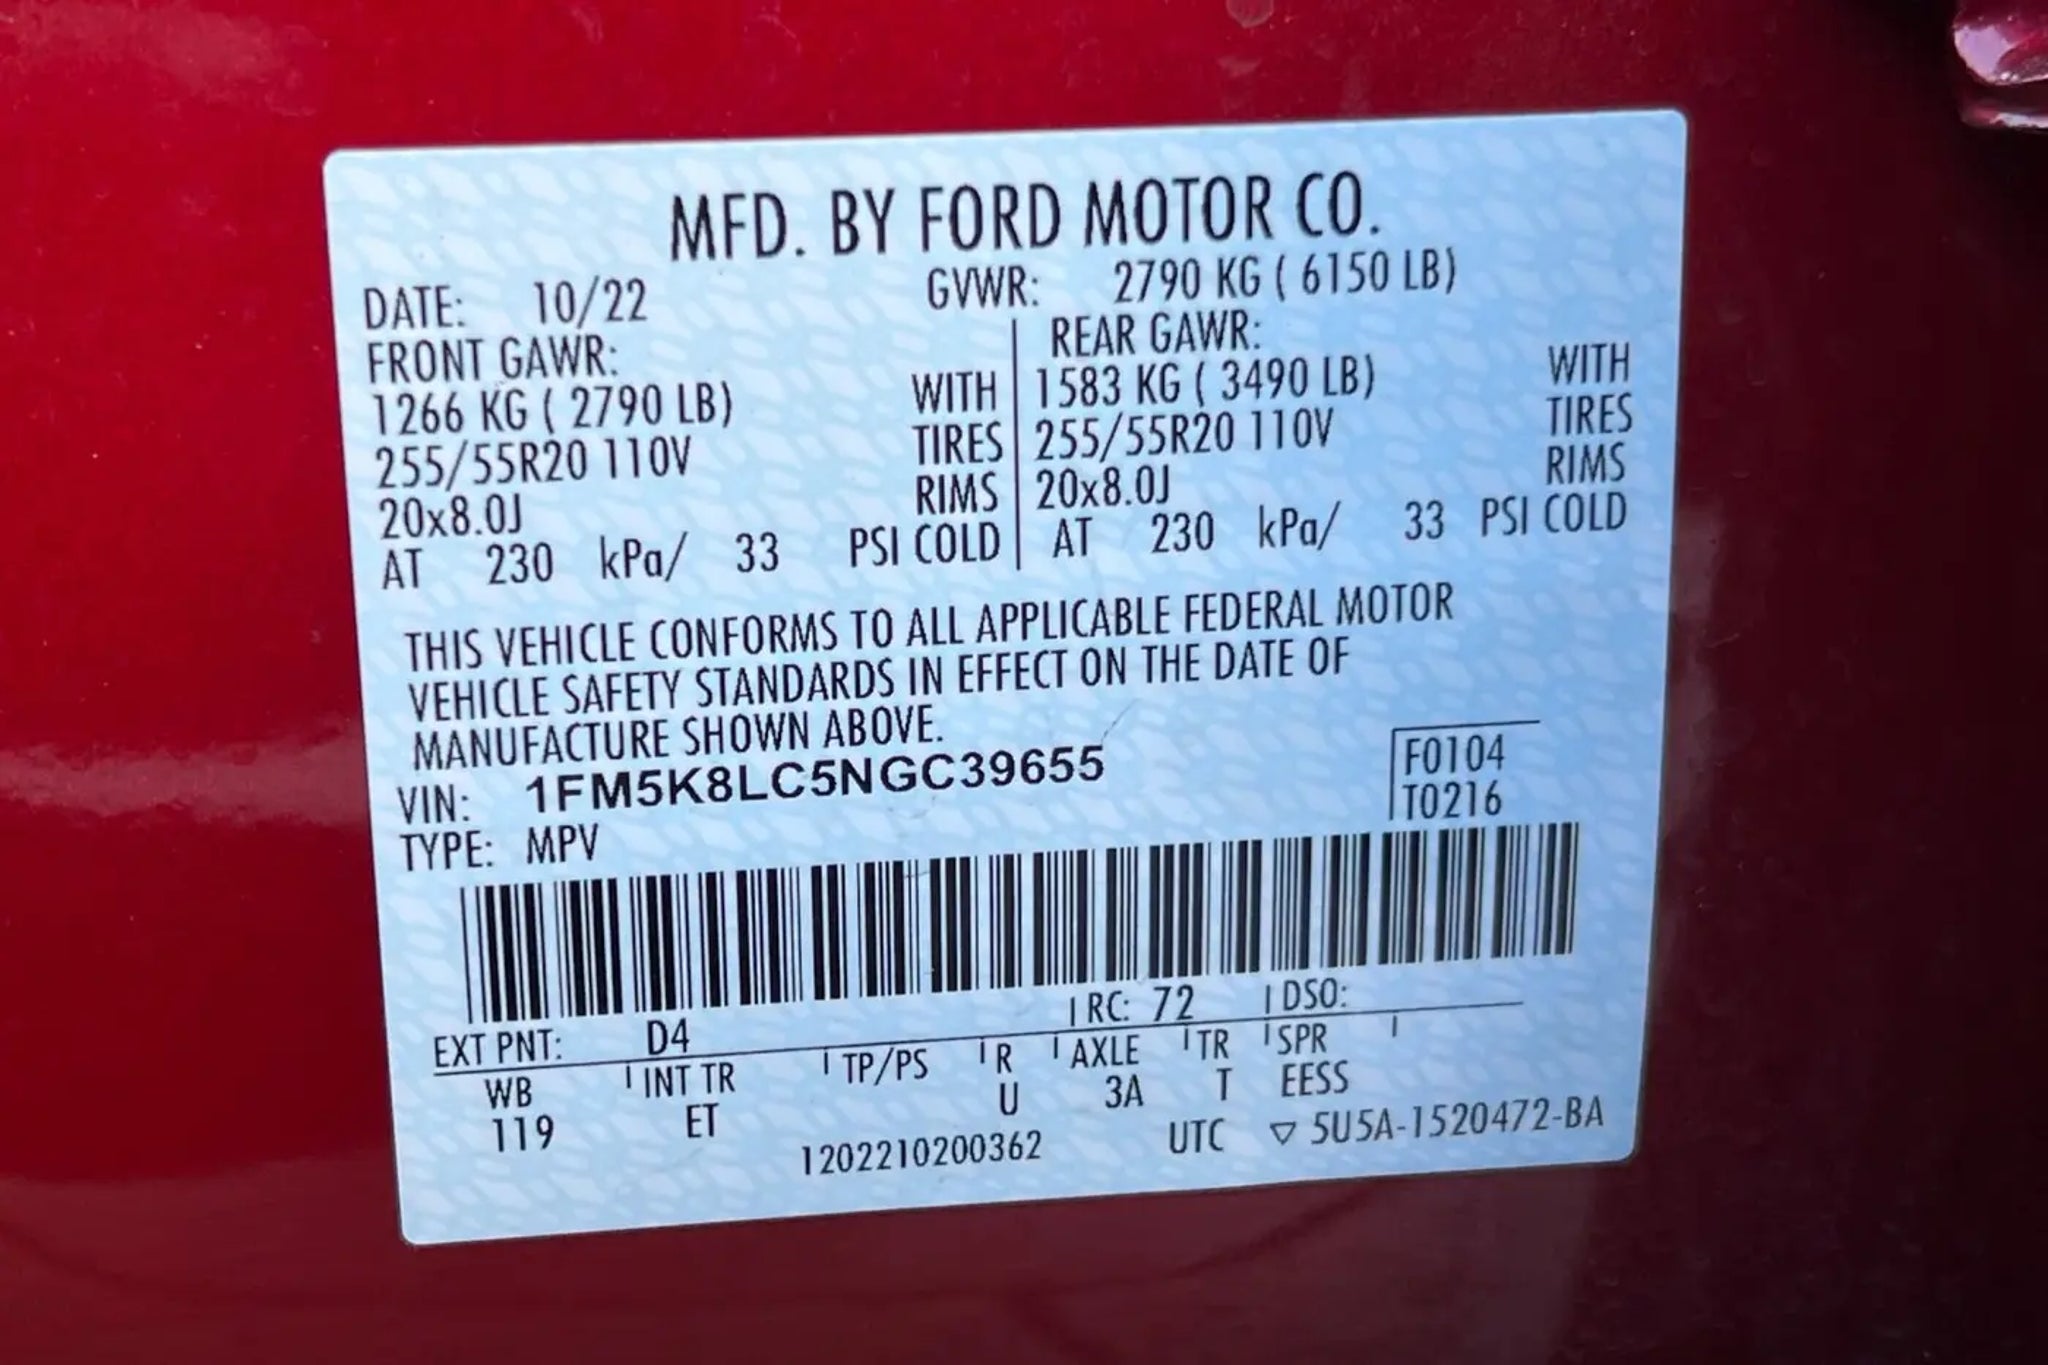 MFD. BY FORD MOTOR CO.
DATE: 10/22 GVWR: 2790 KG ( 6150 LB)
FRONT GAWR: REAR GAWR:
1266 KG ( 2790 LB) WITH 1583 KG ( 3490 LB) WITH
255/55R20 110V TIRES 255/55R20 110V TIRES
20x8.0J RIMS 20x8.0J RIMS
AT 230 kPa/ 33 PSI COLD AT 230 kPa/ 33 PSI COLD
THIS VEHICLE CONFORMS TO ALL APPLICABLE FEDERAL MOTOR
VEHICLE SAFETY STANDARDS IN EFFECT ON THE DATE OF
MANUFACTURE SHOWN ABOVE.
VIN: 1FM5K8LC5NGC39655 F0104
TYPE: MPV T0216
EXT PNT: D4 RC: 72 DSO:
WB INT TR TP/PS R AXLE TR SPR
119 ET U 3A T EESS
1202210200362 UTC ▽ 5U5A-1520472-BA